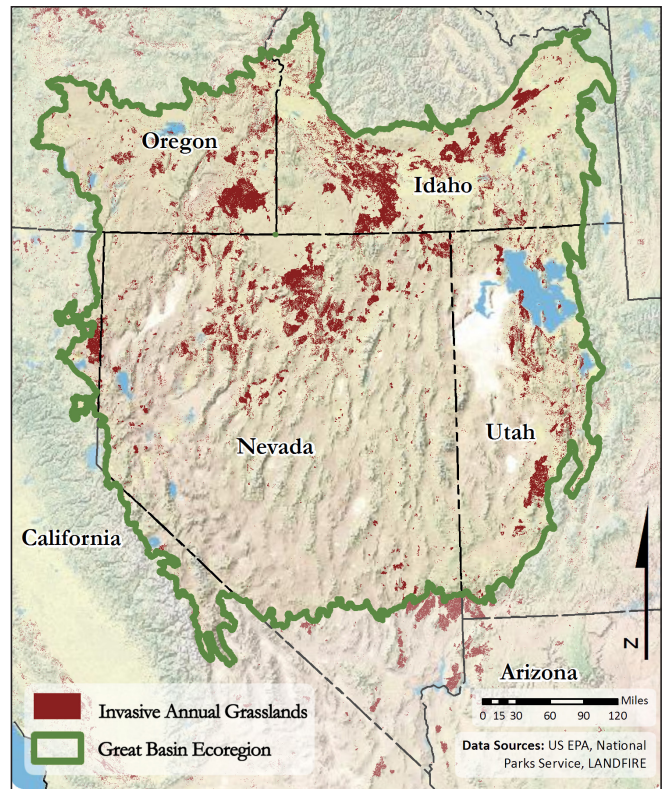 Oregon
Idaho
Nevada
Utah
California
Arizona
N
Miles
0 15 30 60 90 120
Invasive Annual Grasslands
Great Basin Ecoregion
Data Sources: US EPA, National
Parks Service, LANDFIRE